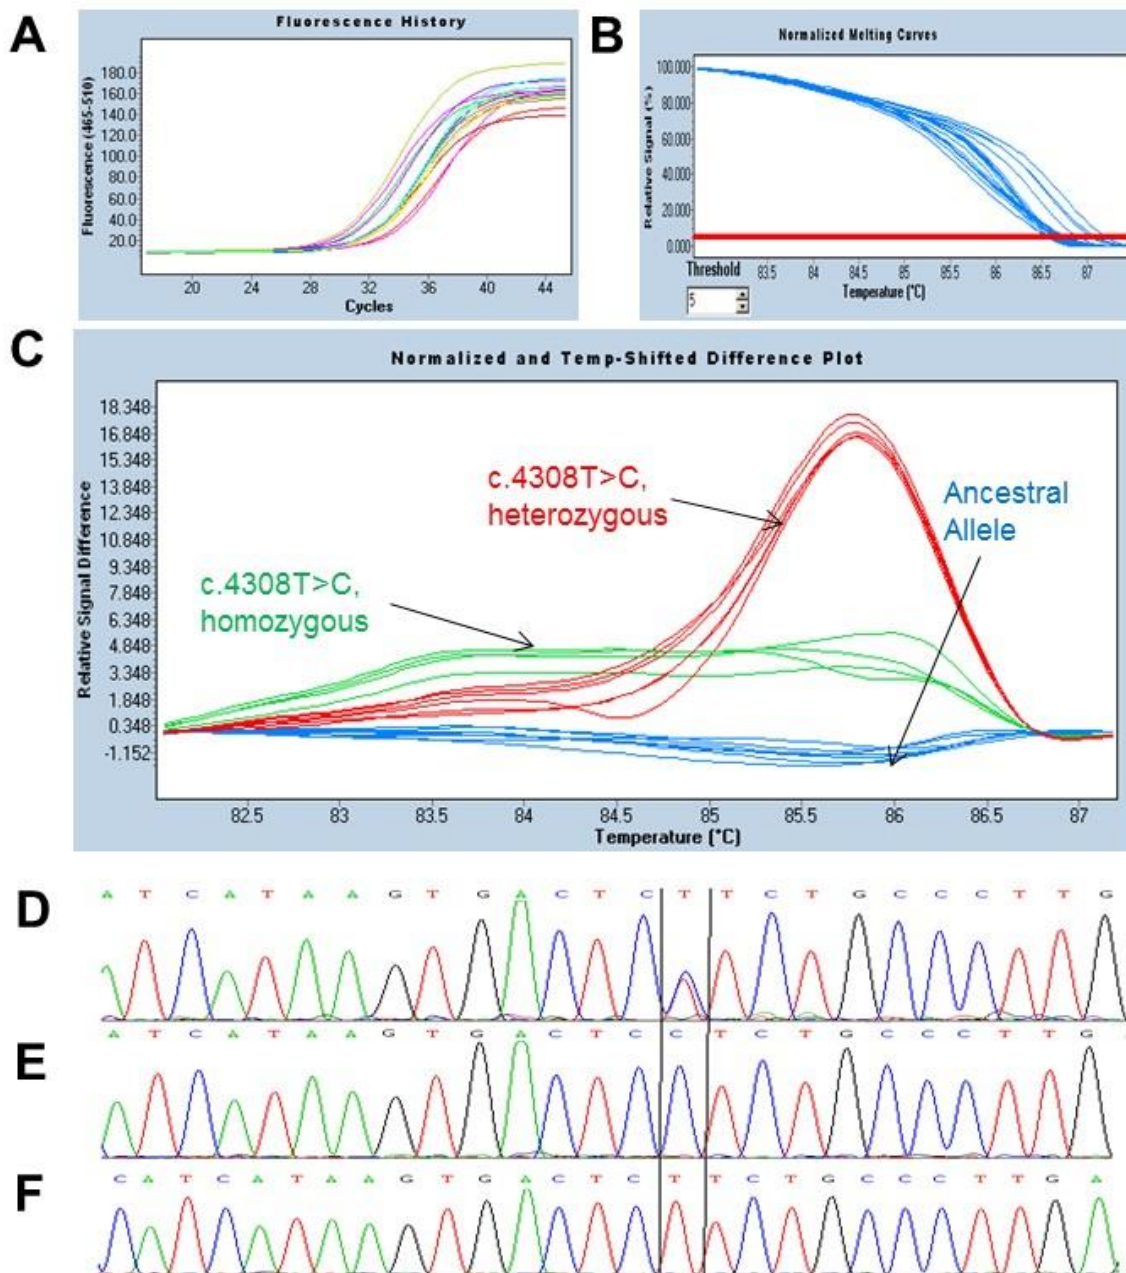 A
Fluorescence History
Fluorescence (465-510)
180.0
160.0
140.0
120.0
100.0
80.0
60.0
40.0
20.0
20 24 28 32 36 40 44
Cycles
B
Normalized Melting Curves
Relative Signal (%)
100.000
80.000
60.000
40.000
20.000
0.000
83.5 84 84.5 85 85.5 86 86.5 87
Threshold
Temperature (°C)
5
C
Normalized and Temp-Shifted Difference Plot
Relative Signal Difference
18.348
16.848
15.348
13.848
12.348
10.848
9.348
7.848
6.348
4.848
3.348
1.848
0.348
-1.152
c.4308T>C,
heterozygous
Ancestral
Allele
c.4308T>C,
homozygous
82.5 83 83.5 84 84.5 85 85.5 86 86.5 87
Temperature (°C)
D
A T C A T A A G T G A C T C T T C T G C C C T T G
E
A T C A T A A G T G A C T C C T C T G C C C T T G
F
C A T C A T A A G T G A C T C T T C T G C C C T T G A